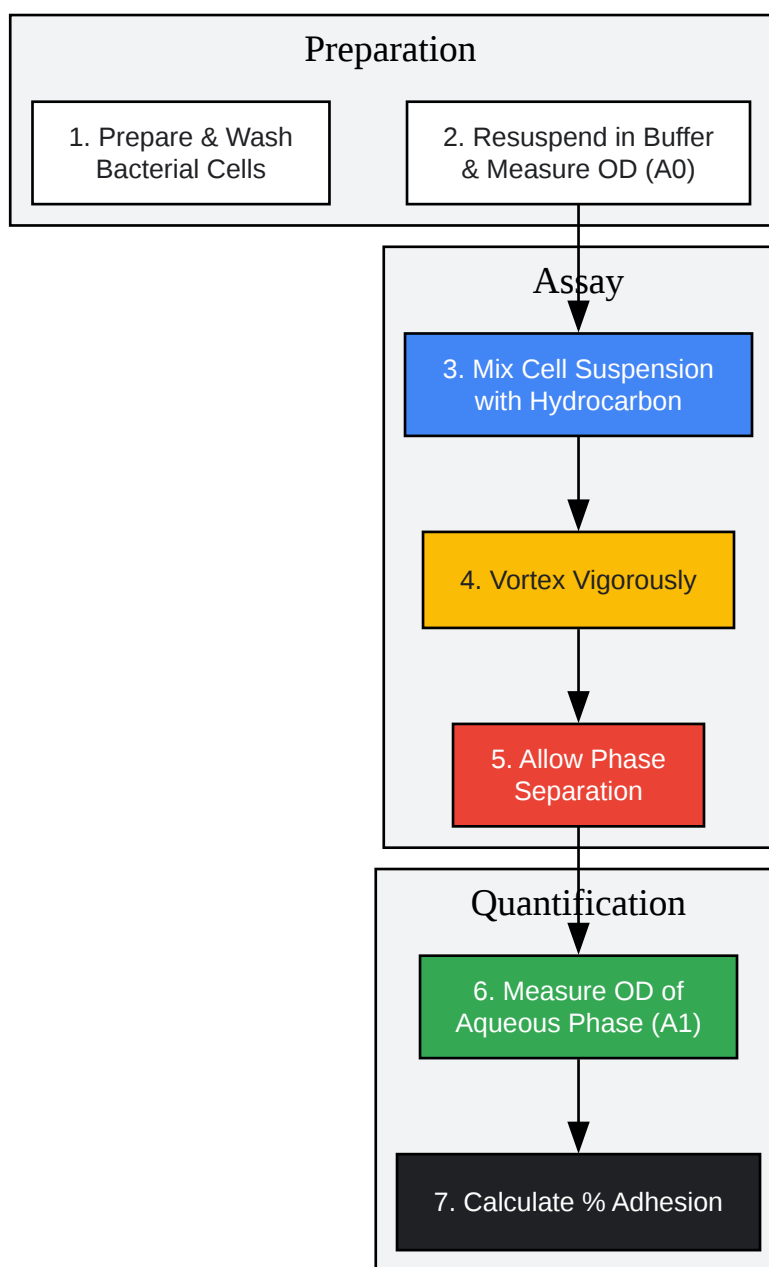 Preparation
1. Prepare & Wash
Bacterial Cells
2. Resuspend in Buffer
& Measure OD (A0)
Assay
3. Mix Cell Suspension
with Hydrocarbon
4. Vortex Vigorously
5. Allow Phase
Separation
Quantification
6. Measure OD of
Aqueous Phase (A1)
7. Calculate % Adhesion